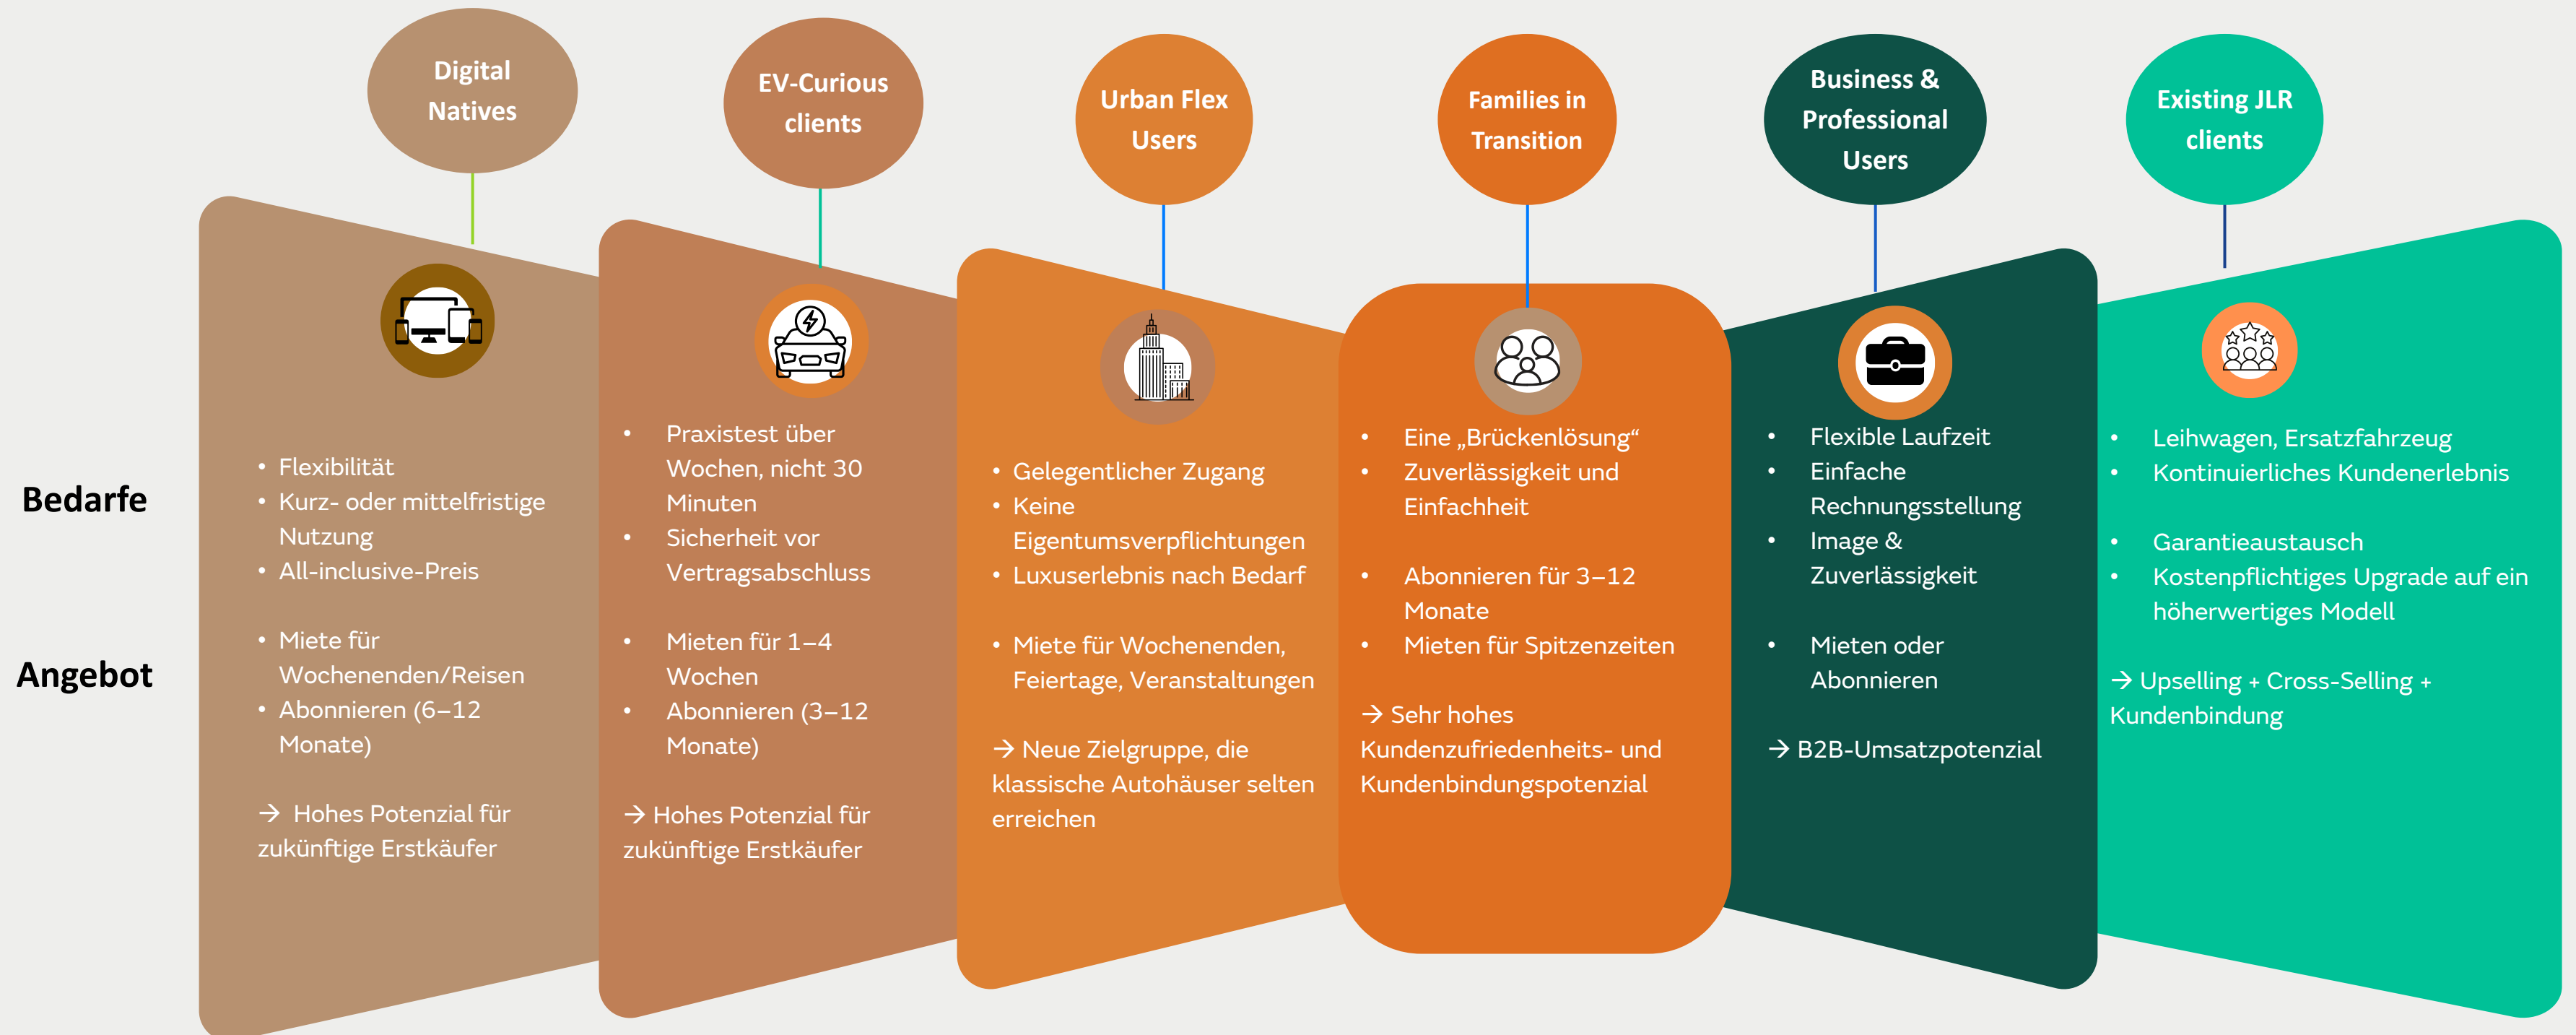 Digital
Natives
EV-Curious
clients
Urban Flex
Users
Families in
Transition
Business &
Professional
Users
Existing JLR
clients
Bedarfe
Angebot
• Flexibilität
• Kurz- oder mittelfristige
Nutzung
• All-inclusive-Preis
• Miete für
Wochenenden/Reisen
• Abonnieren (6–12
Monate)
→ Hohes Potenzial für
zukünftige Erstkäufer
• Praxistest über
Wochen, nicht 30
Minuten
• Sicherheit vor
Vertragsabschluss
• Mieten für 1–4
Wochen
• Abonnieren (3–12
Monate)
→ Hohes Potenzial für
zukünftige Erstkäufer
• Gelegentlicher Zugang
• Keine
Eigentumsverpflichtungen
• Luxuserlebnis nach Bedarf
• Miete für Wochenenden,
Feiertage, Veranstaltungen
→ Neue Zielgruppe, die
klassische Autohäuser selten
erreichen
• Eine „Brückenlösung“
• Zuverlässigkeit und
Einfachheit
• Abonnieren für 3–12
Monate
• Mieten für Spitzenzeiten
→ Sehr hohes
Kundenzufriedenheits- und
Kundenbindungspotenzial
• Flexible Laufzeit
• Einfache
Rechnungsstellung
• Image &
Zuverlässigkeit
• Mieten oder
Abonnieren
→ B2B-Umsatzpotenzial
• Leihwagen, Ersatzfahrzeug
• Kontinuierliches Kundenerlebnis
• Garantieaustausch
• Kostenpflichtiges Upgrade auf ein
höherwertiges Modell
→ Upselling + Cross-Selling +
Kundenbindung